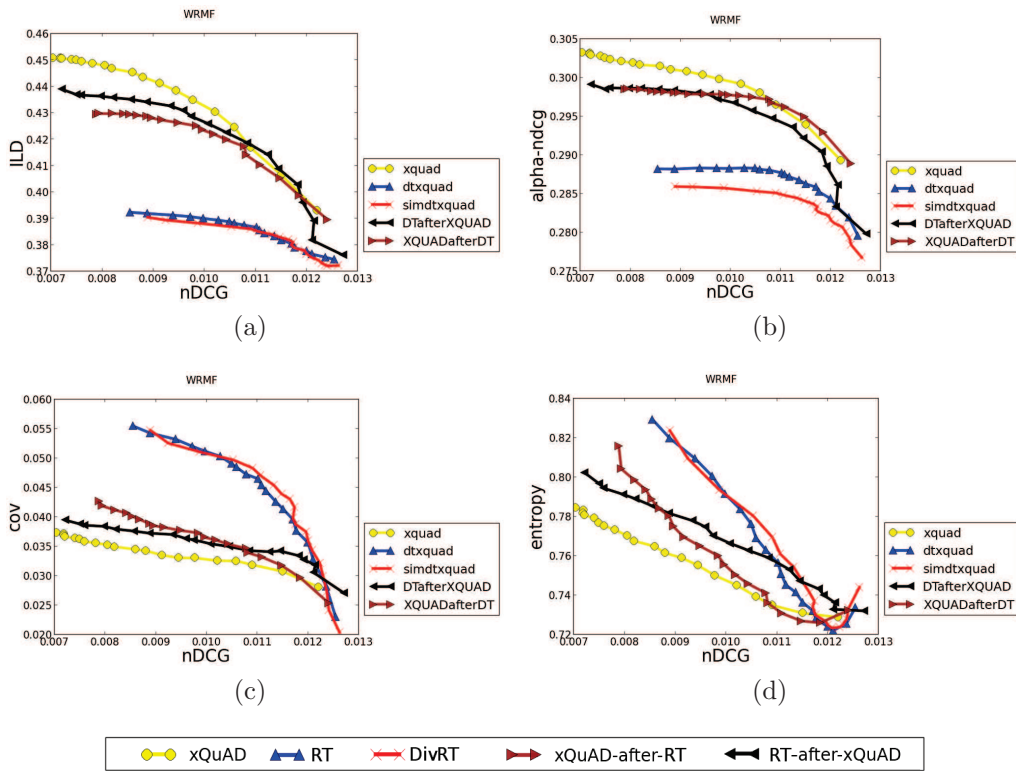 WRMF
ILD
0.46
0.45
0.44
0.43
0.42
0.41
0.40
0.39
0.38
0.37
0.007
0.008
0.009
0.010
0.011
0.012
0.013
nDCG
xquad
dtxquad
simdtxquad
DTafterXQUAD
XQUADafterDT
(a)
WRMF
alpha-ndcg
0.305
0.300
0.295
0.290
0.285
0.280
0.275
0.007
0.008
0.009
0.010
0.011
0.012
0.013
nDCG
xquad
dtxquad
simdtxquad
DTafterXQUAD
XQUADafterDT
(b)
WRMF
cov
0.060
0.055
0.050
0.045
0.040
0.035
0.030
0.025
0.020
0.007
0.008
0.009
0.010
0.011
0.012
0.013
nDCG
xquad
dtxquad
simdtxquad
DTafterXQUAD
XQUADafterDT
(c)
WRMF
entropy
0.84
0.82
0.80
0.78
0.76
0.74
0.72
0.007
0.008
0.009
0.010
0.011
0.012
0.013
nDCG
xquad
dtxquad
simdtxquad
DTafterXQUAD
XQUADafterDT
(d)
xQuAD RT DivRT xQuAD-after-RT RT-after-xQuAD